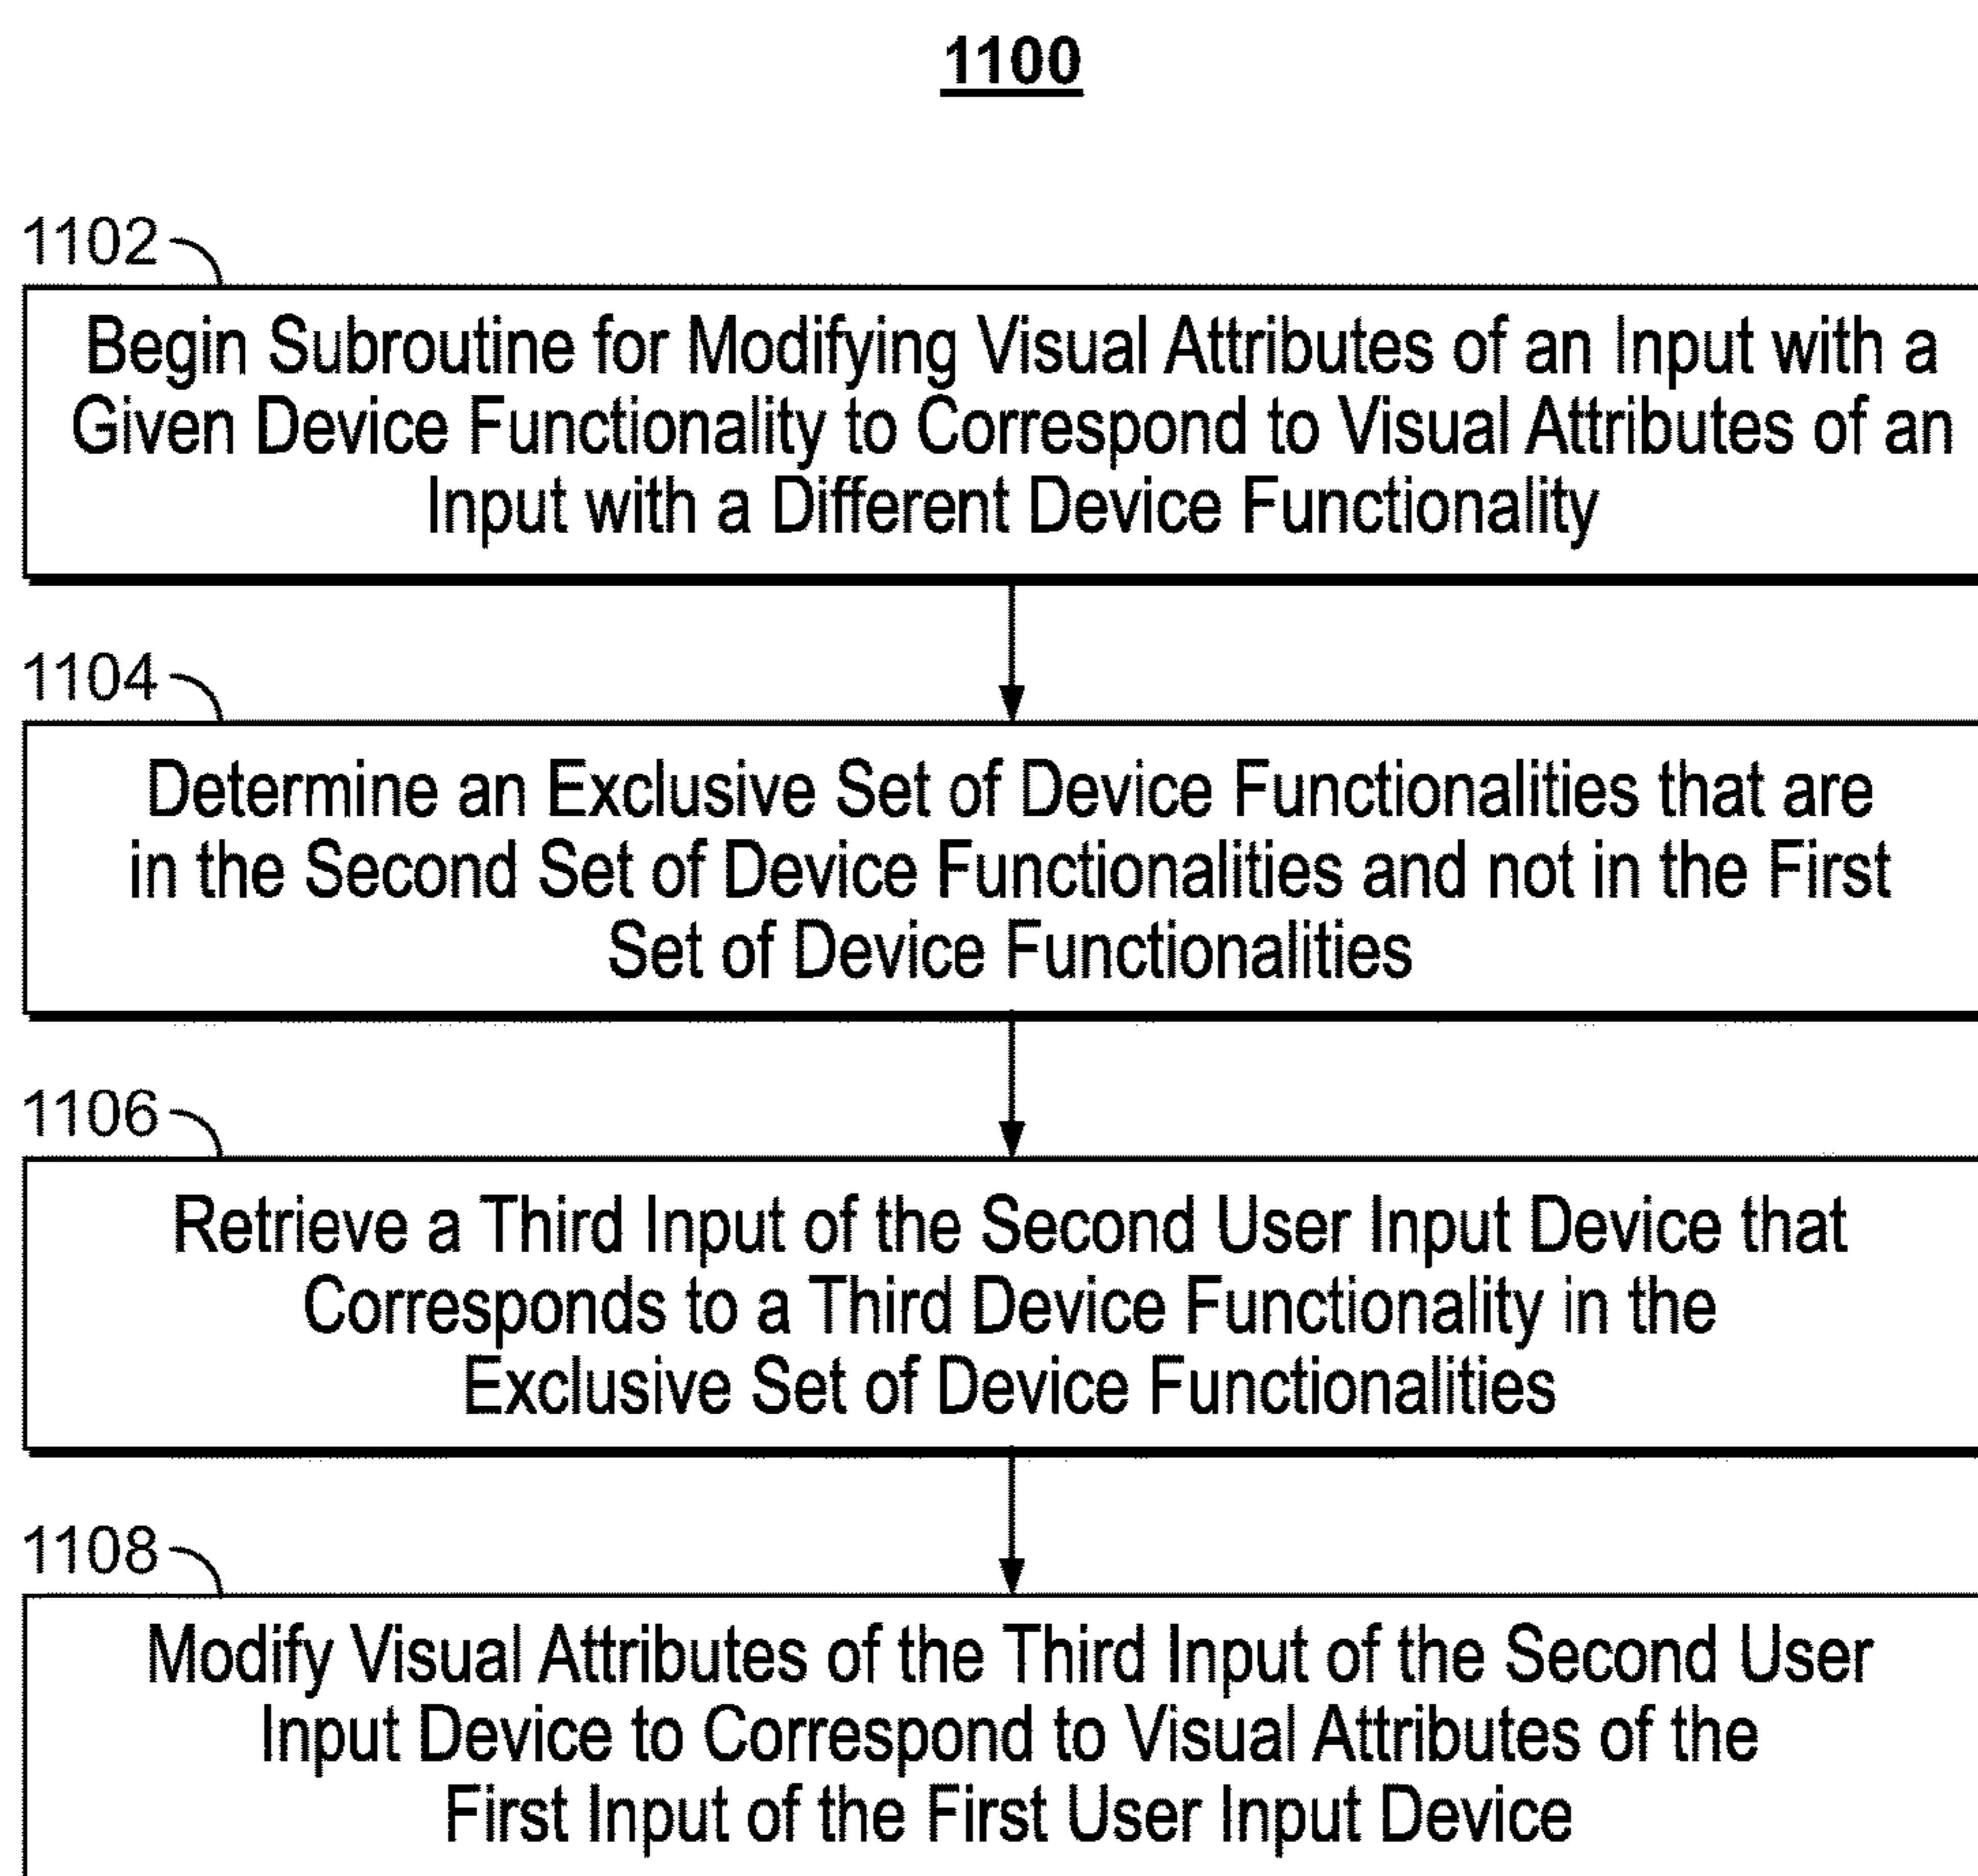 1100
1102
Begin Subroutine for Modifying Visual Attributes of an Input with a
Given Device Functionality to Correspond to Visual Attributes of an
Input with a Different Device Functionality
1104
Determine an Exclusive Set of Device Functionalities that are
in the Second Set of Device Functionalities and not in the First
Set of Device Functionalities
1106
Retrieve a Third Input of the Second User Input Device that
Corresponds to a Third Device Functionality in the
Exclusive Set of Device Functionalities
1108
Modify Visual Attributes of the Third Input of the Second User
Input Device to Correspond to Visual Attributes of the
First Input of the First User Input Device